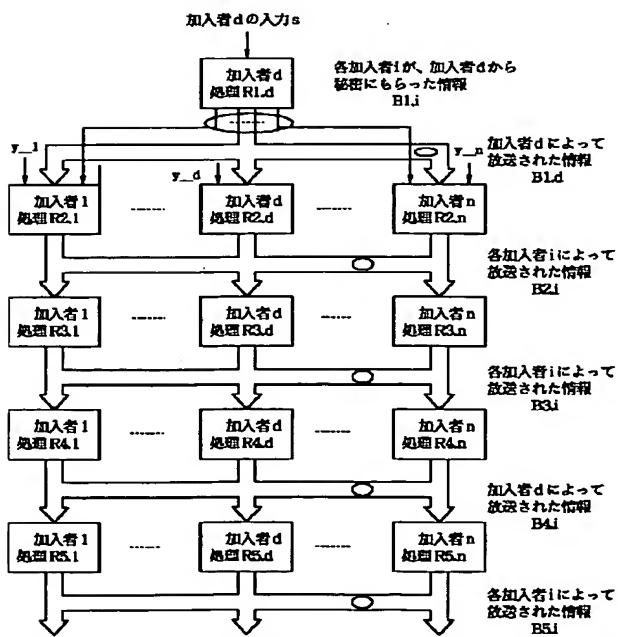 加入者dの入力s
加入者d
処理R1.d
各加入者iが、加入者dから
秘密にもらった情報
B1.i
y_1
y_d
y_n
加入者dによって
放送された情報
B1.d
加入者1
処理R2.1
加入者d
処理R2.d
加入者n
処理R2.n
各加入者iによって
放送された情報
B2.i
加入者1
処理R3.1
加入者d
処理R3.d
加入者n
処理R3.n
各加入者iによって
放送された情報
B3.i
加入者1
処理R4.1
加入者d
処理R4.d
加入者n
処理R4.n
加入者dによって
放送された情報
B4.i
加入者1
処理R5.1
加入者d
処理R5.d
加入者n
処理R5.n
各加入者iによって
放送された情報
B5.i